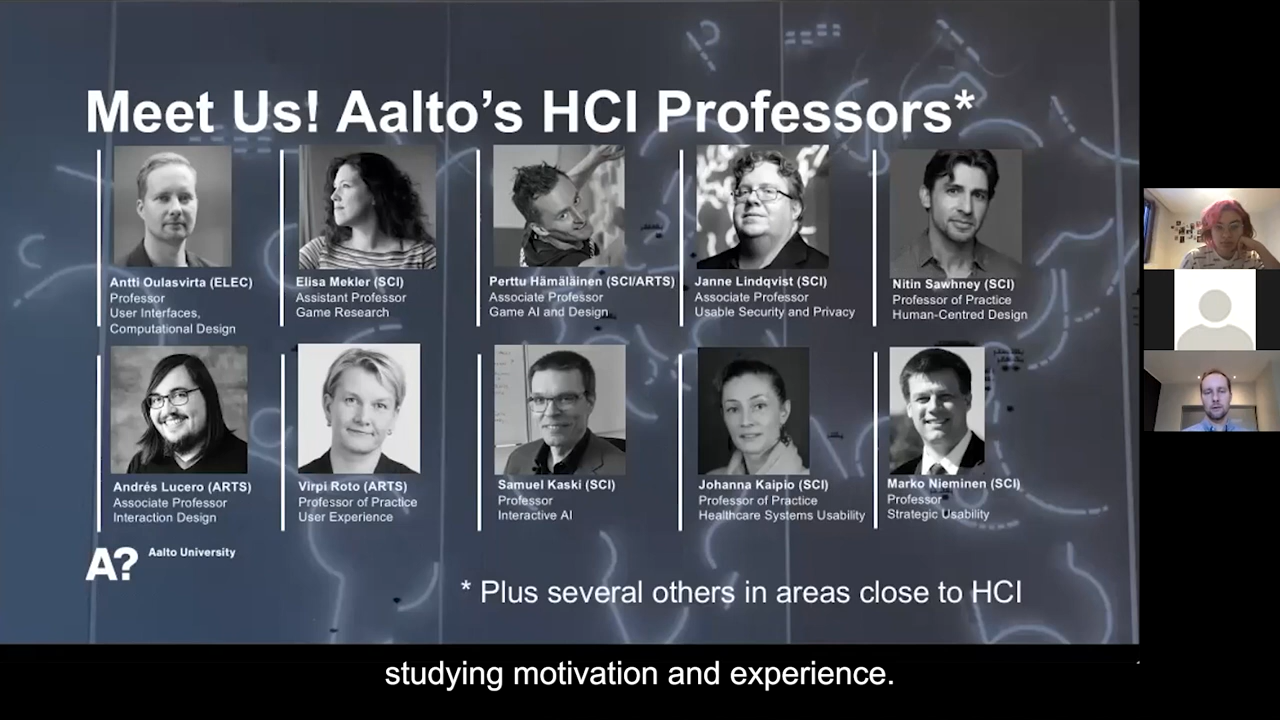 Meet Us! Aalto's HCI Professors*
Antti Oulasvirta (ELEC)
Professor
User Interfaces,
Computational Design
Elisa Mekler (SCI)
Assistant Professor
Game Research
Perttu Hämäläinen (SCI/ARTS)
Associate Professor
Game AI and Design
Janne Lindqvist (SCI)
Associate Professor
Usable Security and Privacy
Nitin Sawhney (SCI)
Professor of Practice
Human-Centred Design
Andrés Lucero (ARTS)
Associate Professor
Interaction Design
Virpi Roto (ARTS)
Professor of Practice
User Experience
Samuel Kaski (SCI)
Professor
Interactive AI
Johanna Kaipio (SCI)
Professor of Practice
Healthcare Systems Usability
Marko Nieminen (SCI)
Professor
Strategic Usability
A? Aalto University
* Plus several others in areas close to HCI
studying motivation and experience.